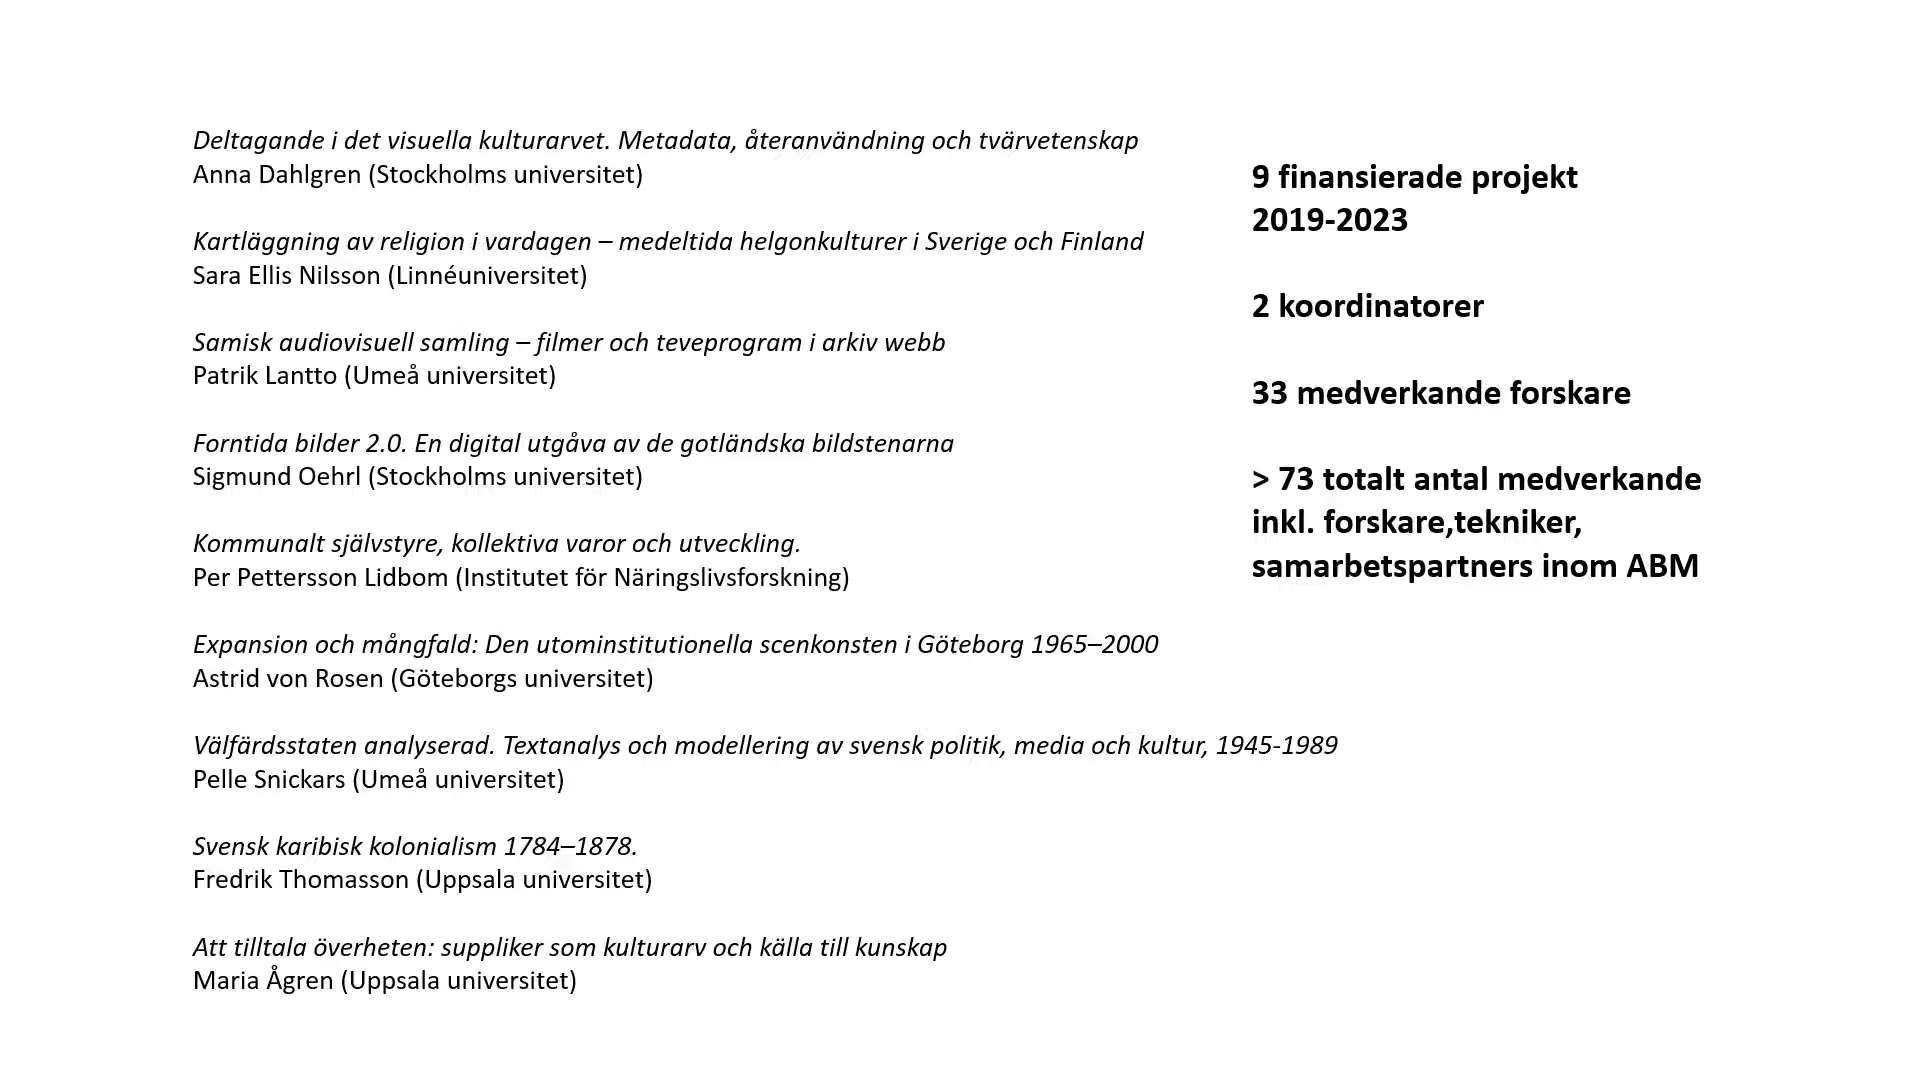 Deltagande i det visuella kulturarvet. Metadata, återanvändning och tvärvetenskap
Anna Dahlgren (Stockholms universitet)
Kartläggning av religion i vardagen – medeltida helgonkulturer i Sverige och Finland
Sara Ellis Nilsson (Linnéuniversitet)
Samisk audiovisuell samling – filmer och teveprogram i arkiv webb
Patrik Lantto (Umeå universitet)
Forntida bilder 2.0. En digital utgåva av de gotländska bildstenarna
Sigmund Oehrl (Stockholms universitet)
Kommunalt självstyre, kollektiva varor och utveckling.
Per Pettersson Lidbom (Institutet för Näringslivsforskning)
Expansion och mångfald: Den utominstitutionella scenkonsten i Göteborg 1965–2000
Astrid von Rosen (Göteborgs universitet)
Välfärdsstaten analyserad. Textanalys och modellering av svensk politik, media och kultur, 1945-1989
Pelle Snickars (Umeå universitet)
Svensk karibisk kolonialism 1784–1878.
Fredrik Thomasson (Uppsala universitet)
Att tilltala överheten: suppliker som kulturarv och källa till kunskap
Maria Ågren (Uppsala universitet)
9 finansierade projekt
2019-2023
2 koordinatorer
33 medverkande forskare
> 73 totalt antal medverkande
inkl. forskare,tekniker,
samarbetspartners inom ABM